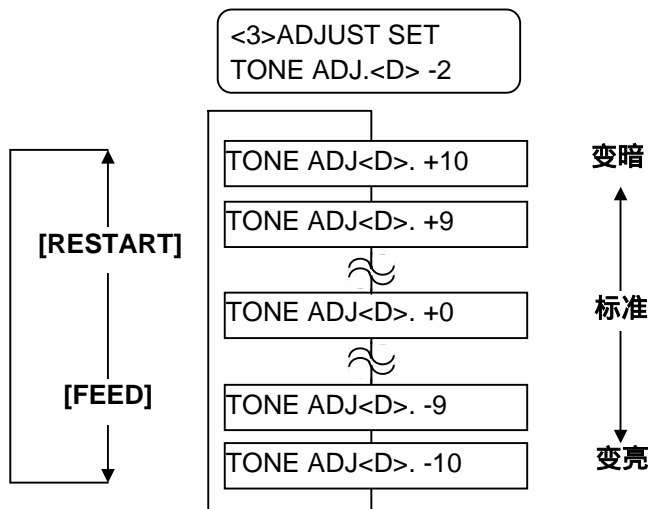 <3>ADJUST SET
TONE ADJ.<D> -2
TONE ADJ<D>. +10
变暗
TONE ADJ<D>. +9
[RESTART]
TONE ADJ<D>. +0
标准
[FEED]
TONE ADJ<D>. -9
TONE ADJ<D>. -10
变亮